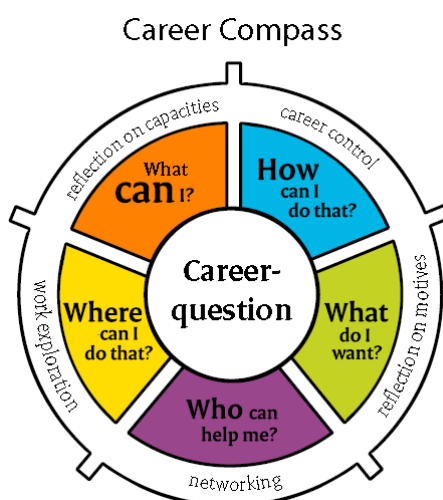 Career Compass
reflection on capacities
career control
What
can I?
How
can I
do that?
Where
can I
do that?
Career-
question
What
do I
want?
work exploration
reflection on motives
Who can
help me?
networking